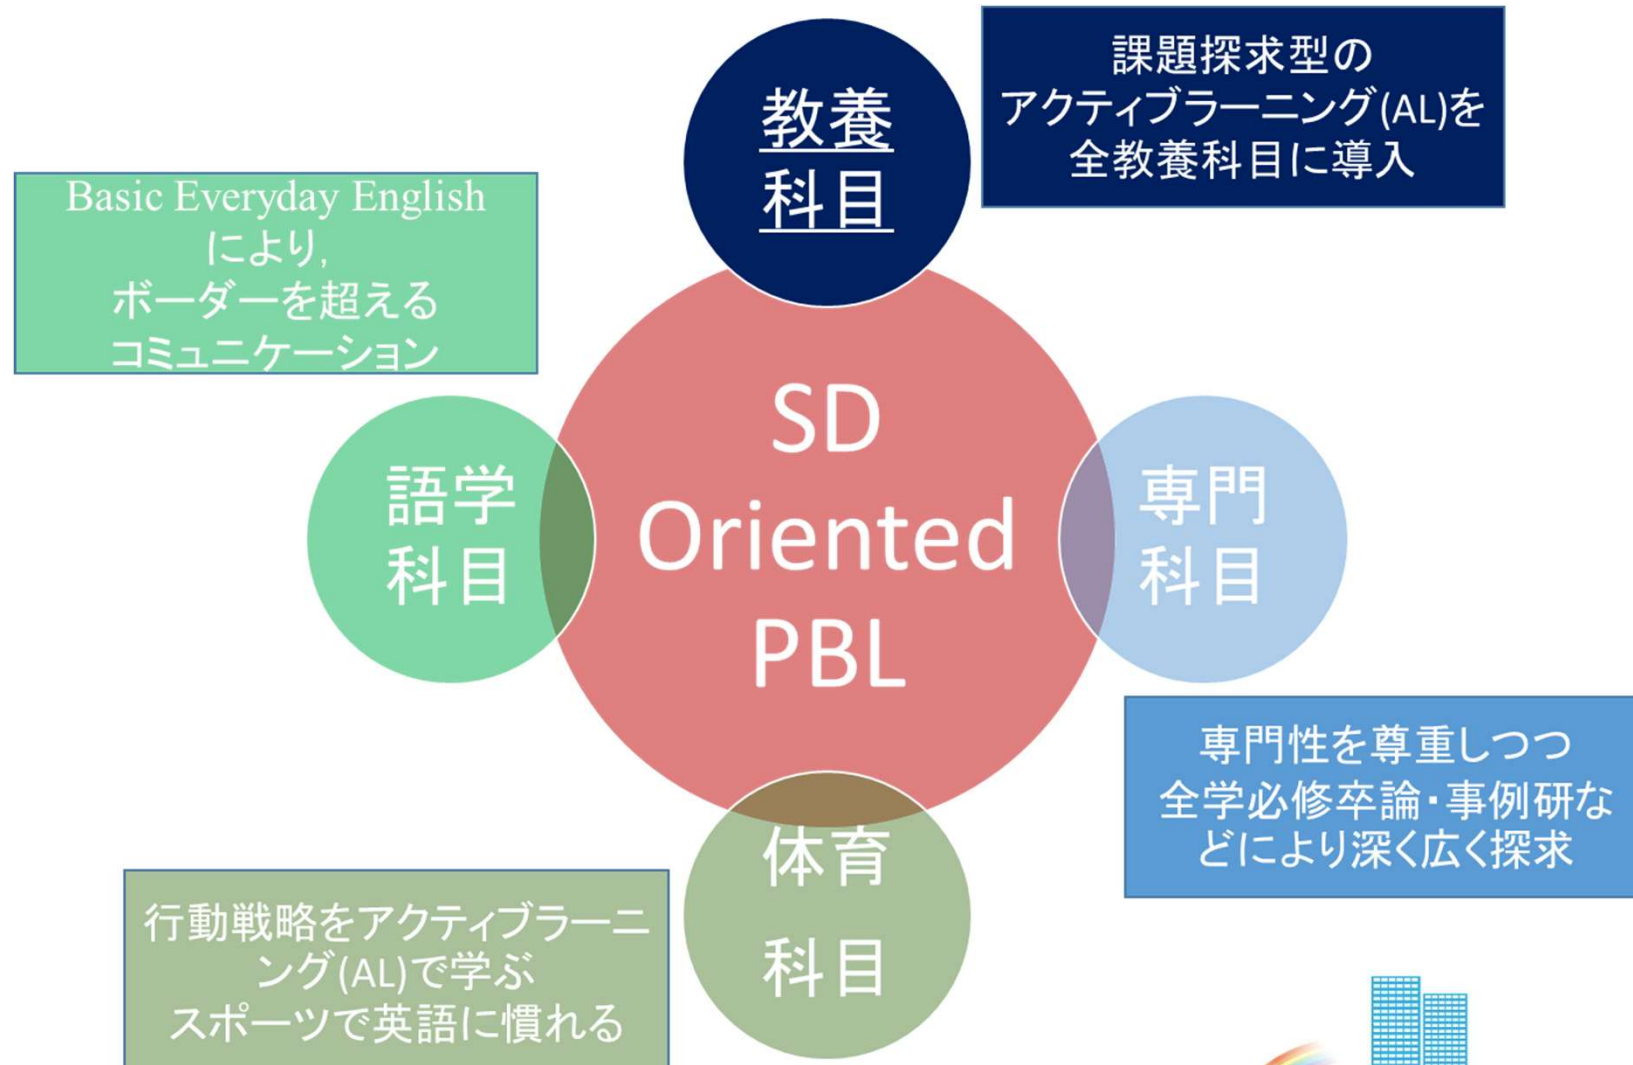 教養
科目
課題探求型の
アクティブラーニング(AL)を
全教養科目に導入
Basic Everyday English
により,
ボーダーを超える
コミュニケーション
語学
科目
SD
Oriented
PBL
専門
科目
専門性を尊重しつつ
全学必修卒論・事例研な
どにより深く広く探求
体育
科目
行動戦略をアクティブラーニ
ング(AL)で学ぶ
スポーツで英語に慣れる